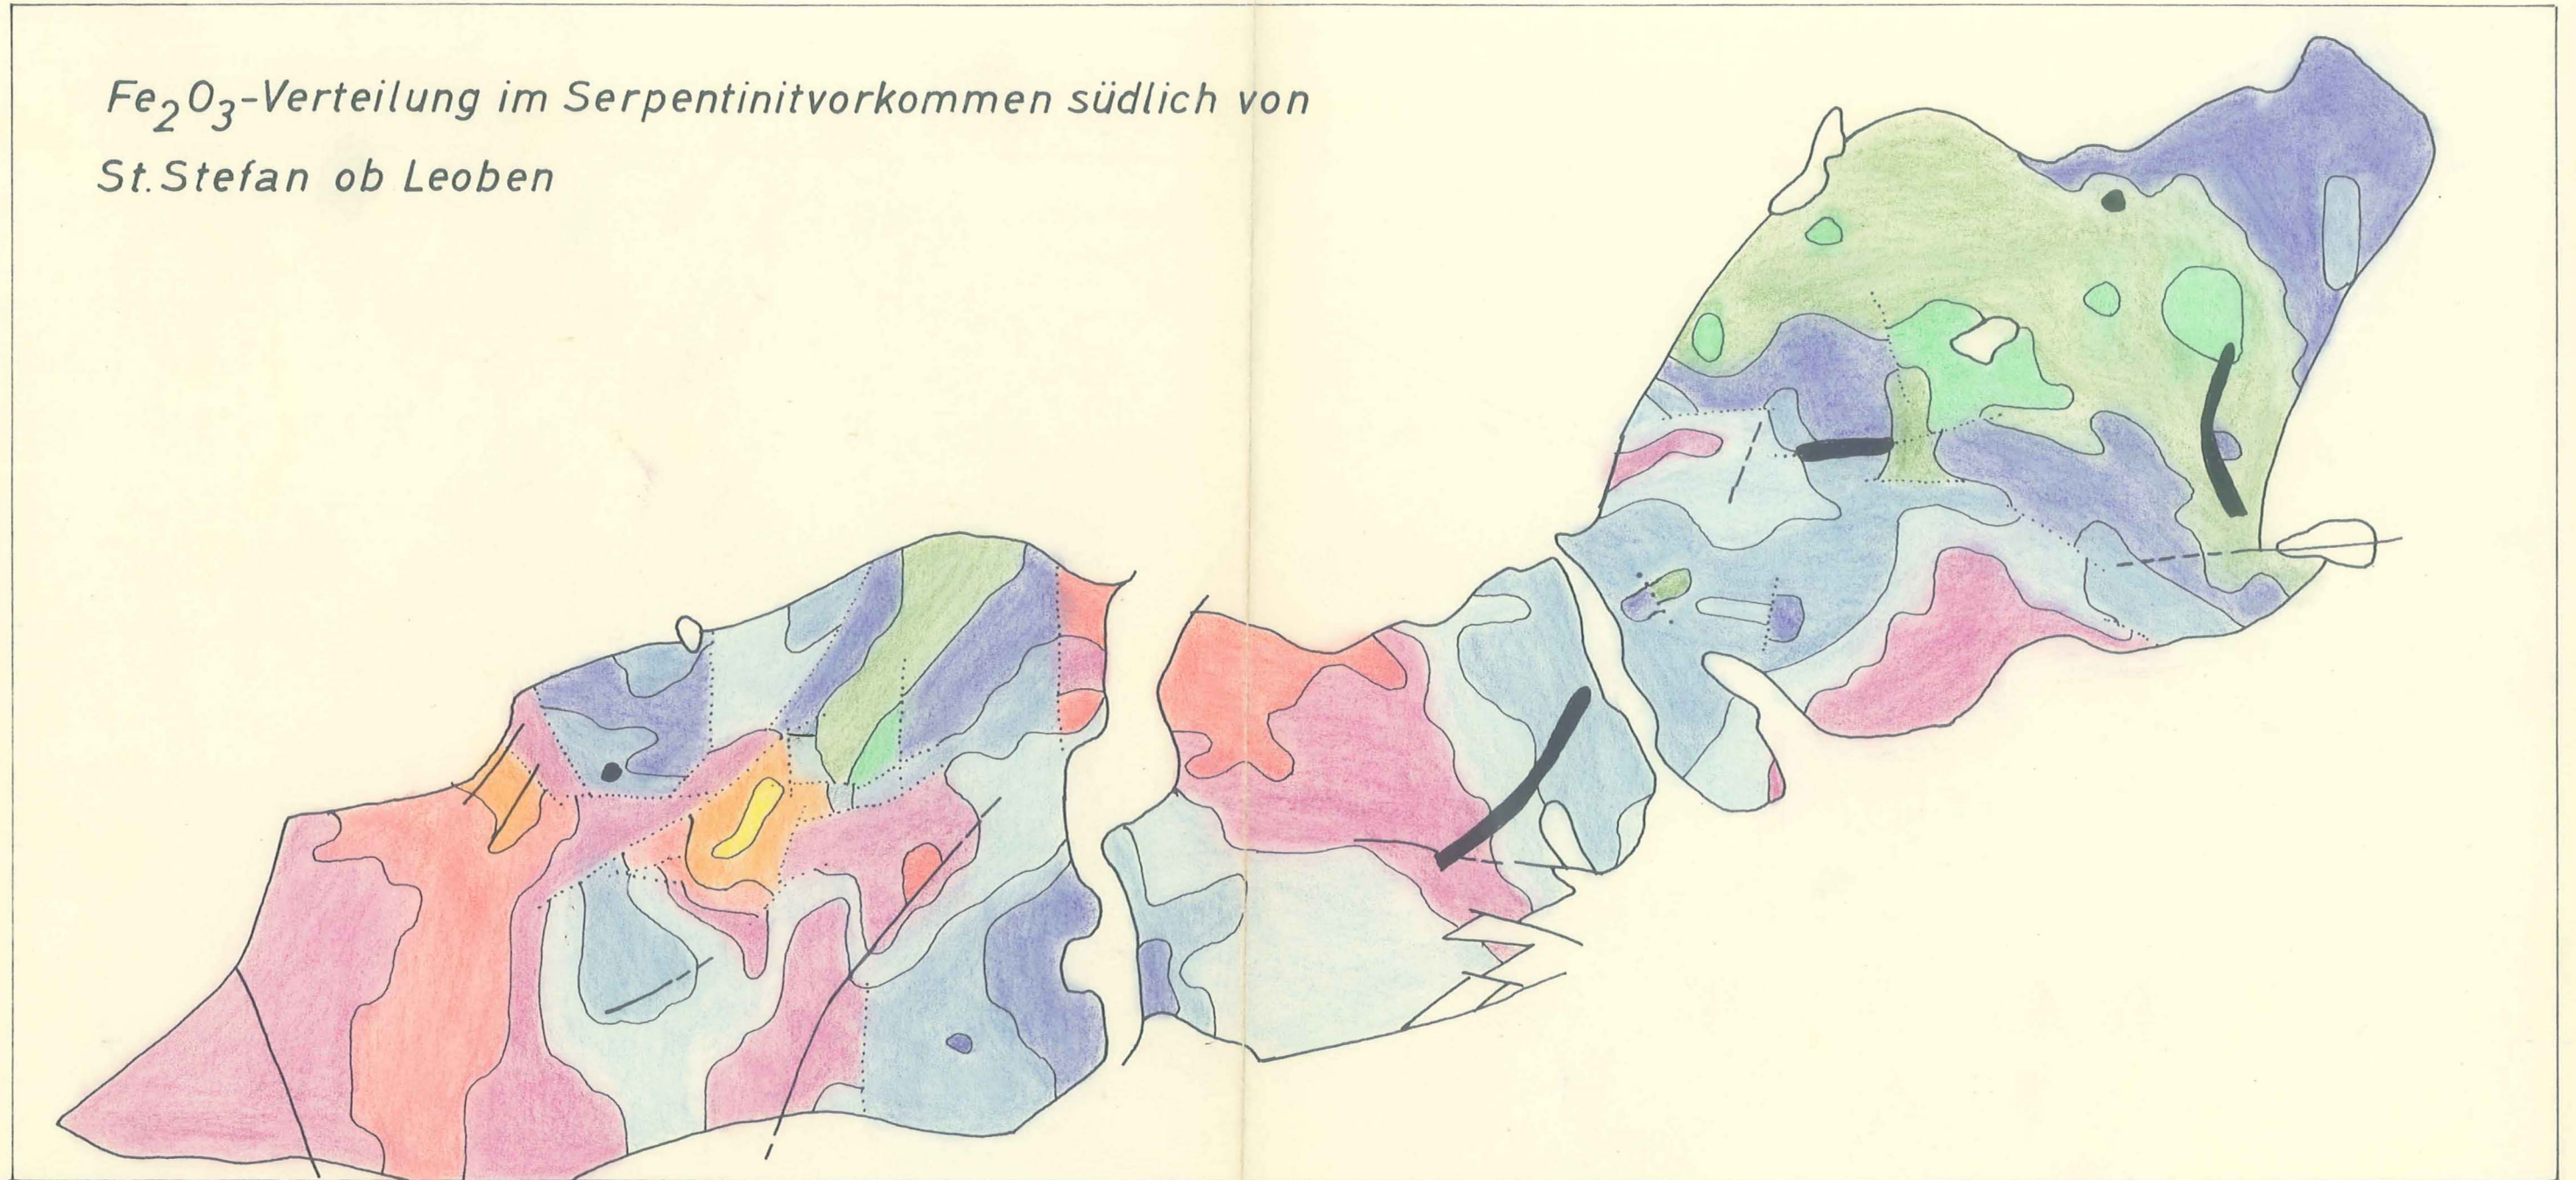 Fe2O3-Verteilung im Serpentinitvorkommen südlich von
St. Stefan ob Leoben